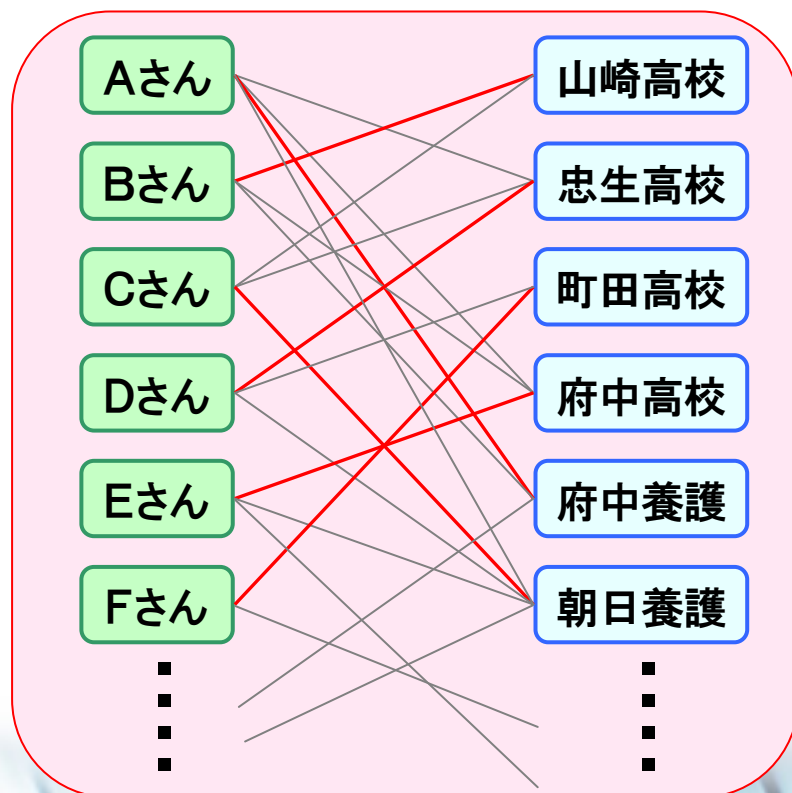 Aさん
山崎高校
Bさん
忠生高校
Cさん
町田高校
Dさん
府中高校
Eさん
府中養護
Fさん
朝日養護